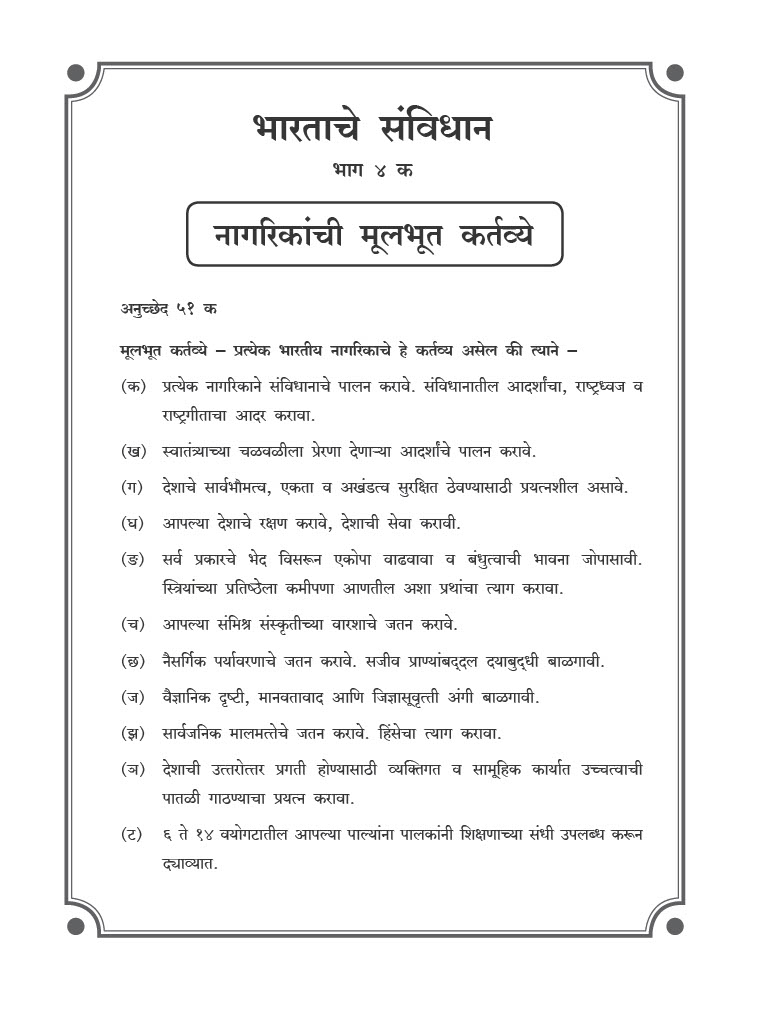 भारताचे संविधान
भाग ४ क
नागरिकांची मूलभूत कर्तव्ये
अनुच्छेद ५१ क
मूलभूत कर्तव्ये – प्रत्येक भारतीय नागरिकाचे हे कर्तव्य असेल की त्याने –
(क) प्रत्येक नागरिकाने संविधानाचे पालन करावे. संविधानातील आदर्शांचा, राष्ट्रध्वज व
राष्ट्रगीताचा आदर करावा.
(ख) स्वातंत्र्याच्या चळवळीला प्रेरणा देणाऱ्या आदर्शांचे पालन करावे.
(ग) देशाचे सार्वभौमत्व, एकता व अखंडत्व सुरक्षित ठेवण्यासाठी प्रयत्नशील असावे.
(घ) आपल्या देशाचे रक्षण करावे, देशाची सेवा करावी.
(ङ) सर्व प्रकारचे भेद विसरून एकोपा वाढवावा व बंधुत्वाची भावना जोपासावी.
स्त्रियांच्या प्रतिष्ठेला कमीपणा आणतील अशा प्रथांचा त्याग करावा.
(च) आपल्या संमिश्र संस्कृतीच्या वारशाचे जतन करावे.
(छ) नैसर्गिक पर्यावरणाचे जतन करावे. सजीव प्राण्यांबद्दल दयाबुद्धी बाळगावी.
(ज) वैज्ञानिक दृष्टी, मानवतावाद आणि जिज्ञासूवृत्ती अंगी बाळगावी.
(झ) सार्वजनिक मालमत्तेचे जतन करावे. हिंसेचा त्याग करावा.
(ञ) देशाची उत्तरोत्तर प्रगती होण्यासाठी व्यक्तिगत व सामूहिक कार्यात उच्चत्वाची
पातळी गाठण्याचा प्रयत्न करावा.
(ट) ६ ते १४ वयोगटातील आपल्या पाल्यांना पालकांनी शिक्षणाच्या संधी उपलब्ध करून
द्याव्यात.